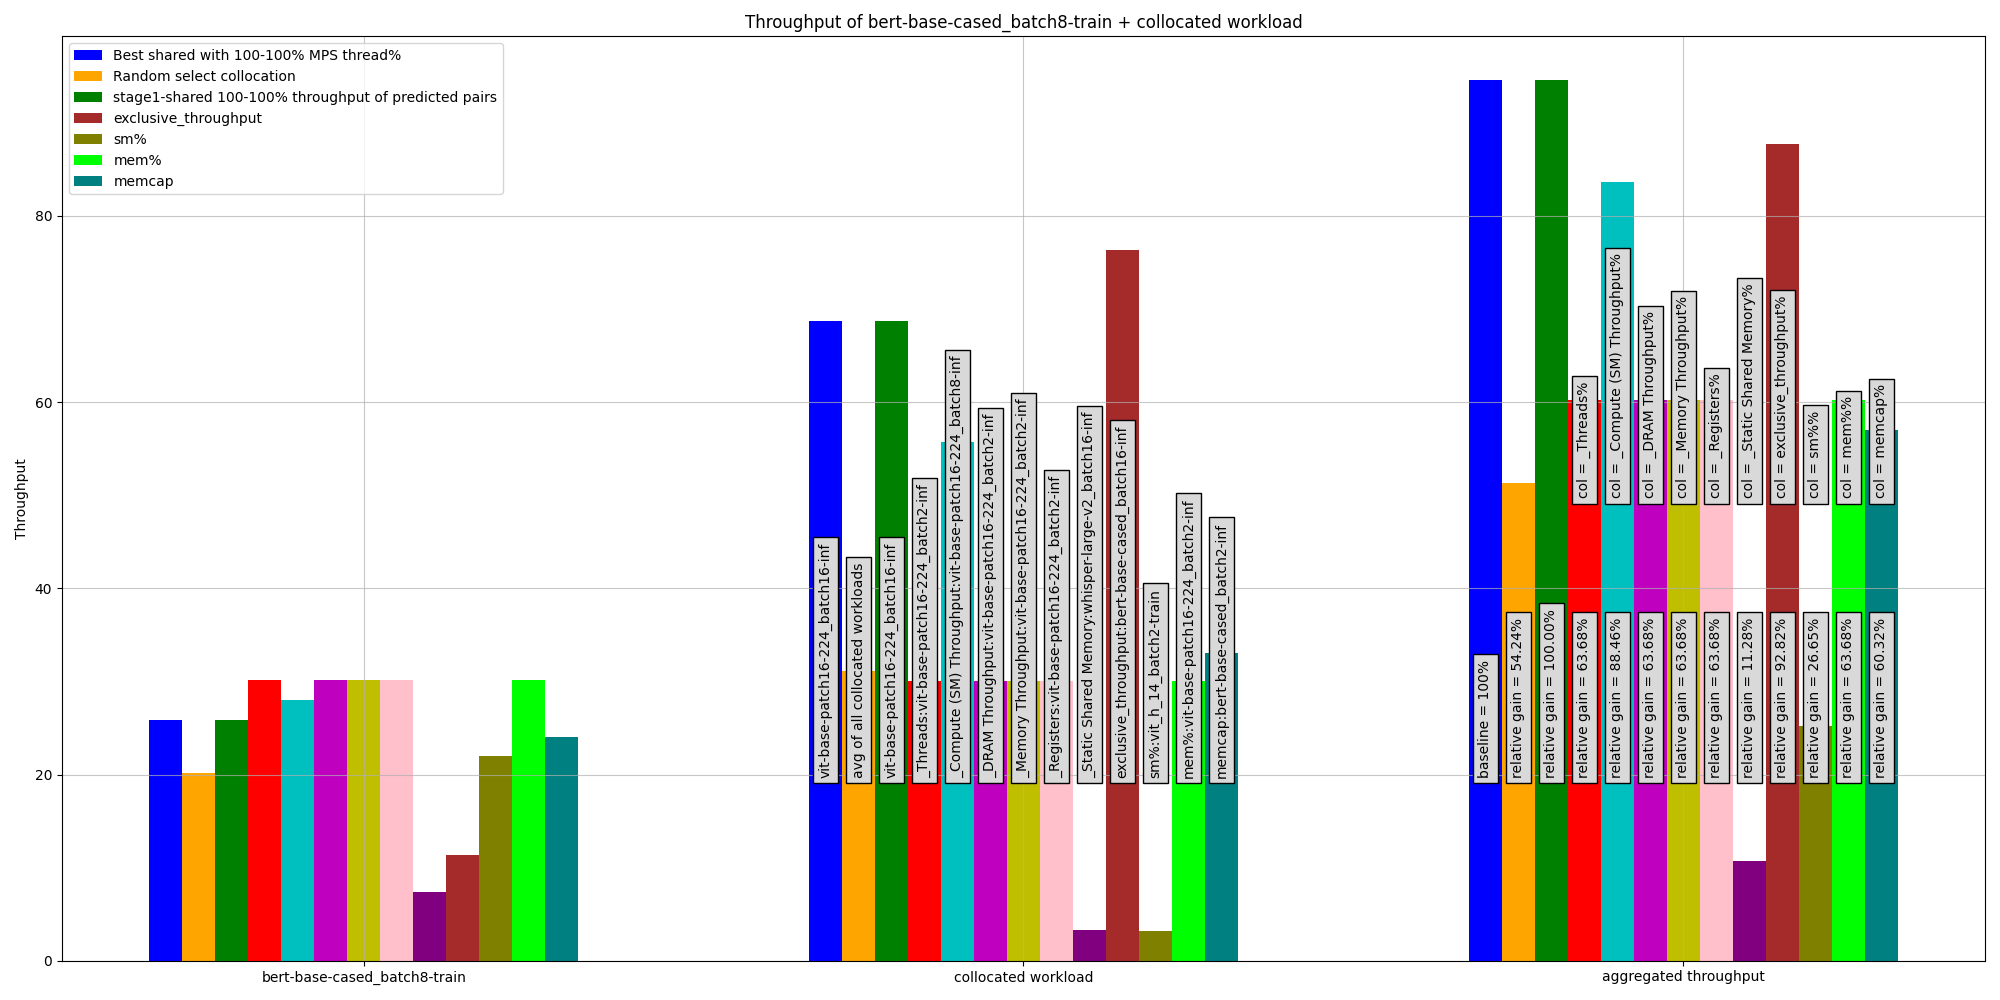 Throughput of bert-base-cased_batch8-train + collocated workload
Best shared with 100-100% MPS thread%
Random select collocation
stage1-shared 100-100% throughput of predicted pairs
exclusive_throughput
sm%
mem%
memcap
Throughput
80
60
40
20
0
vit-base-patch16-224_batch16-inf
avg of all collocated workloads
vit-base-patch16-224_batch16-inf
_Threads:vit-base-patch16-224_batch2-inf
_Compute (SM) Throughput:vit-base-patch16-224_batch8-inf
_DRAM Throughput:vit-base-patch16-224_batch2-inf
_Memory Throughput:vit-base-patch16-224_batch2-inf
_Registers:vit-base-patch16-224_batch2-inf
_Static Shared Memory:whisper-large-v2_batch16-inf
exclusive_throughput:bert-base-cased_batch16-inf
sm%:vit_h_14_batch2-train
mem%:vit-base-patch16-224_batch2-inf
memcap:bert-base-cased_batch2-inf
col = _Threads%
col = _Compute (SM) Throughput%
col = _DRAM Throughput%
col = _Memory Throughput%
col = _Registers%
col = _Static Shared Memory%
col = exclusive_throughput%
col = sm%%
col = mem%%
col = memcap%
baseline = 100%
relative gain = 54.24%
relative gain = 100.00%
relative gain = 63.68%
relative gain = 88.46%
relative gain = 63.68%
relative gain = 63.68%
relative gain = 63.68%
relative gain = 11.28%
relative gain = 92.82%
relative gain = 26.65%
relative gain = 63.68%
relative gain = 60.32%
bert-base-cased_batch8-train
collocated workload
aggregated throughput